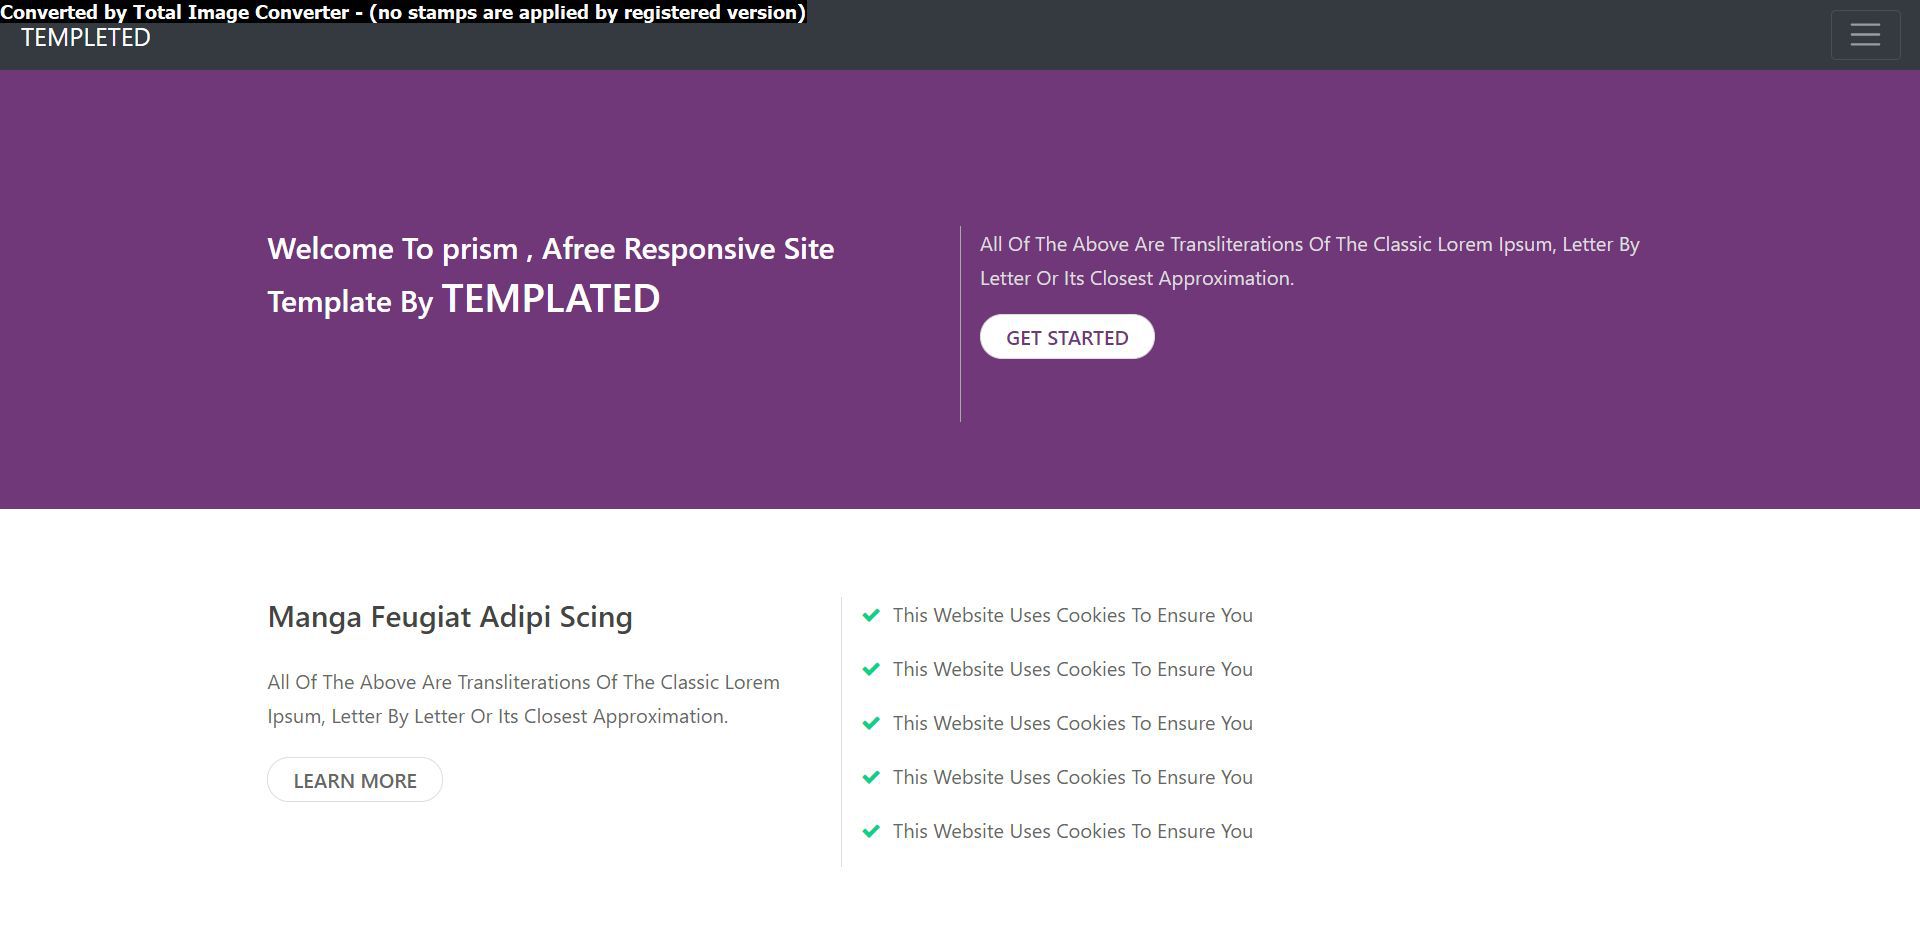 Converted by Total Image Converter - (no stamps are applied by registered version)
TEMPLETED
Welcome To prism , Afree Responsive Site
Template By TEMPLATED
All Of The Above Are Transliterations Of The Classic Lorem Ipsum, Letter By
Letter Or Its Closest Approximation.
GET STARTED
Manga Feugiat Adipi Scing
All Of The Above Are Transliterations Of The Classic Lorem
Ipsum, Letter By Letter Or Its Closest Approximation.
LEARN MORE
This Website Uses Cookies To Ensure You
This Website Uses Cookies To Ensure You
This Website Uses Cookies To Ensure You
This Website Uses Cookies To Ensure You
This Website Uses Cookies To Ensure You